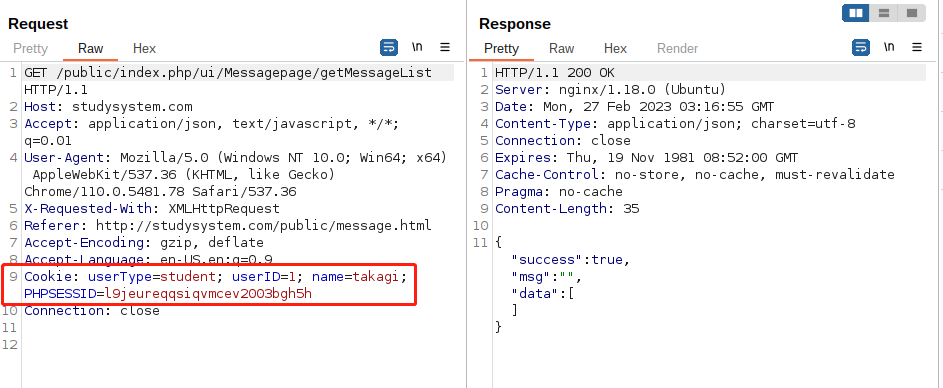 Request
Pretty Raw Hex
\n
1 GET /public/index.php/ui/Messagepage/getMessageList
HTTP/1.1
2 Host: studysystem.com
3 Accept: application/json, text/javascript, */*;
q=0.01
4 User-Agent: Mozilla/5.0 (Windows NT 10.0; Win64; x64)
AppleWebKit/537.36 (KHTML, like Gecko)
Chrome/110.0.5481.78 Safari/537.36
5 X-Requested-With: XMLHttpRequest
6 Referer: http://studysystem.com/public/message.html
7 Accept-Encoding: gzip, deflate
8 Accept-Language: en-US,en;q=0.9
9 Cookie: userType=student; userID=1; name=takagi;
PHPSESSID=l9jeureqqsiqvmcev2003bgh5h
10 Connection: close
11
12
Response
Pretty Raw Hex Render
\n
1 HTTP/1.1 200 OK
2 Server: nginx/1.18.0 (Ubuntu)
3 Date: Mon, 27 Feb 2023 03:16:55 GMT
4 Content-Type: application/json; charset=utf-8
5 Connection: close
6 Expires: Thu, 19 Nov 1981 08:52:00 GMT
7 Cache-Control: no-store, no-cache, must-revalidate
8 Pragma: no-cache
9 Content-Length: 35
10
11 {
"success":true,
"msg":"",
"data":[
]
}